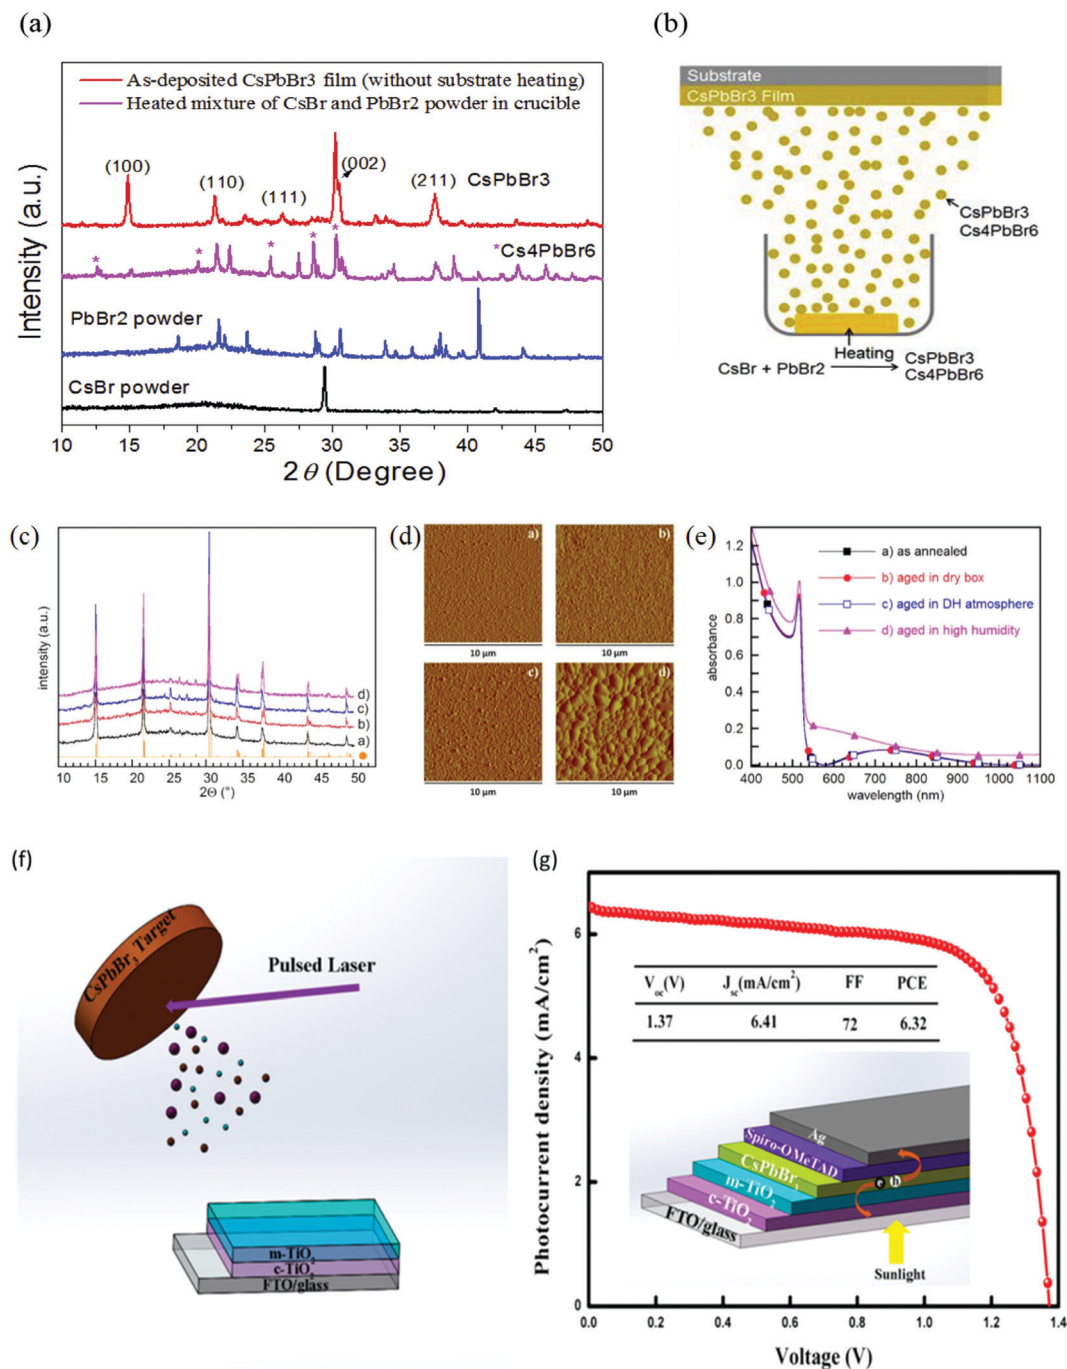 (a)
As-deposited CsPbBr3 film (without substrate heating)
Heated mixture of CsBr and PbBr2 powder in crucible
(100)
(110)
(111)
(002)
(211)
CsPbBr3
*
*
*
*
*
*
Cs4PbBr6
PbBr2 powder
CsBr powder
Intensity (a.u.)
10 15 20 25 30 35 40 45 50
2θ (Degree)
(b)
Substrate
CsPbBr3 Film
CsPbBr3
Cs4PbBr6
Heating
CsBr + PbBr2
CsPbBr3
Cs4PbBr6
(c)
intensity (a.u.)
d)
c)
b)
a)
10 15 20 25 30 35 40 45 50
2Θ (°)
(d)
a)
10 µm
b)
10 µm
c)
10 µm
d)
10 µm
(e)
a) as annealed
b) aged in dry box
c) aged in DH atmosphere
d) aged in high humidity
absorbance
1.2
1.0
0.8
0.6
0.4
0.2
0.0
400 500 600 700 800 900 1000 1100
wavelength (nm)
(f)
CsPbBr3 Target
Pulsed Laser
m-TiO2
c-TiO2
FTO/glass
(g)
Photocurrent density (mA/cm²)
6
4
2
0
Voc(V) Jsc(mA/cm²) FF PCE
1.37 6.41 72 6.32
Ag
Spiro-OMeTAD
CsPbBr3
m-TiO2
c-TiO2
FTO/glass
e
h
Sunlight
0.0 0.2 0.4 0.6 0.8 1.0 1.2 1.4
Voltage (V)